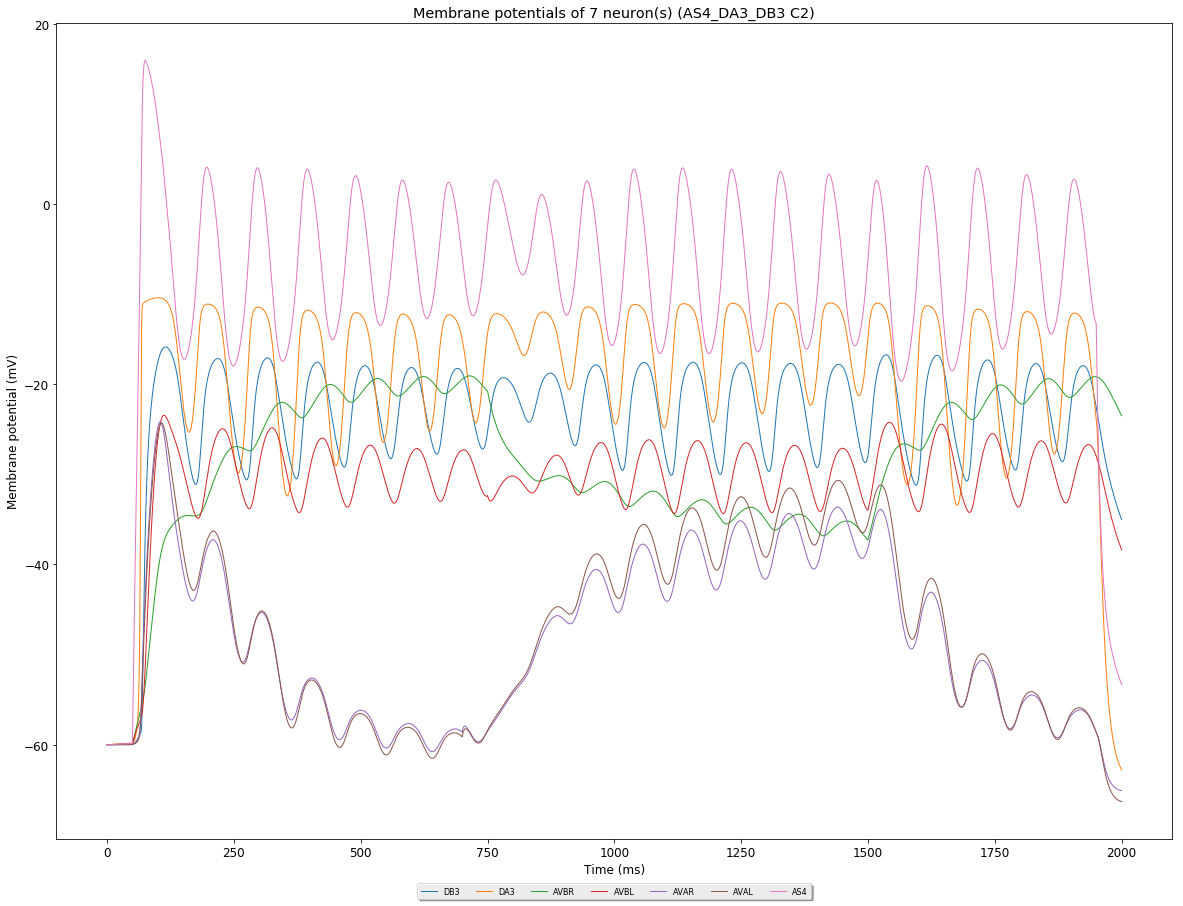 Membrane potentials of 7 neuron(s) (AS4_DA3_DB3 C2)
20
0
−20
−40
−60
Membrane potential (mV)
0 250 500 750 1000 1250 1500 1750 2000
Time (ms)
DB3 DA3 AVBR AVBL AVAR AVAL AS4